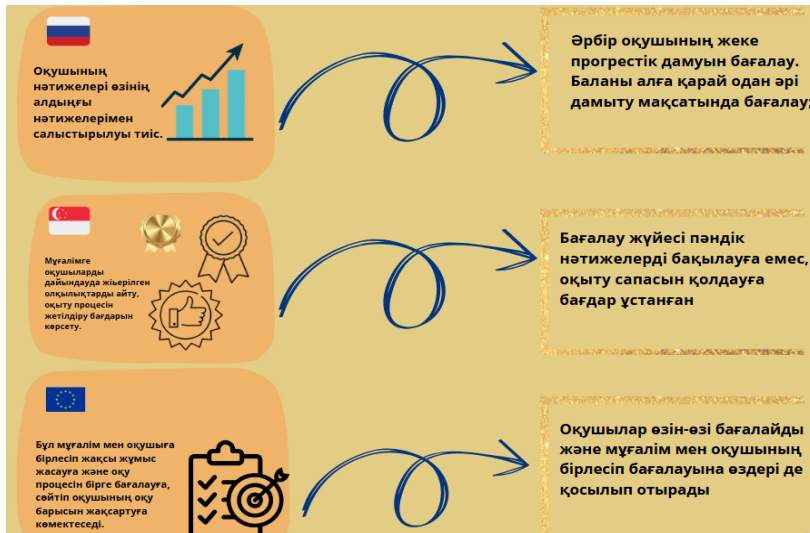 Оқушының
нәтижелері өзінің
алдыңғы
нәтижелерімен
салыстырылуы тиіс.
Әрбір оқушының жеке
прогрестік дамуын бағалау.
Баланы алға қарай одан әрі
дамыту мақсатында бағалау;
Мұғалімге
оқушыларды
дайындауда жіьерілген
олқылықтарды айту,
оқыту процесін
жетілдіру бағдарын
көрсету.
Бағалау жүйесі пәндік
нәтижелерді бақылауға емес,
оқыту сапасын қолдауға
бағдар ұстанған
Бұл мұғалім мен оқушыға
бірлесіп жақсы жұмыс
жасауға және оқу
процесін бірге бағалауға,
сөйтіп оқушының оқу
барысын жақсартуға
көмектеседі.
Оқушылар өзін-өзі бағалайды
және мұғалім мен оқушының
бірлесіп бағалауына өздері де
қосылып отырады